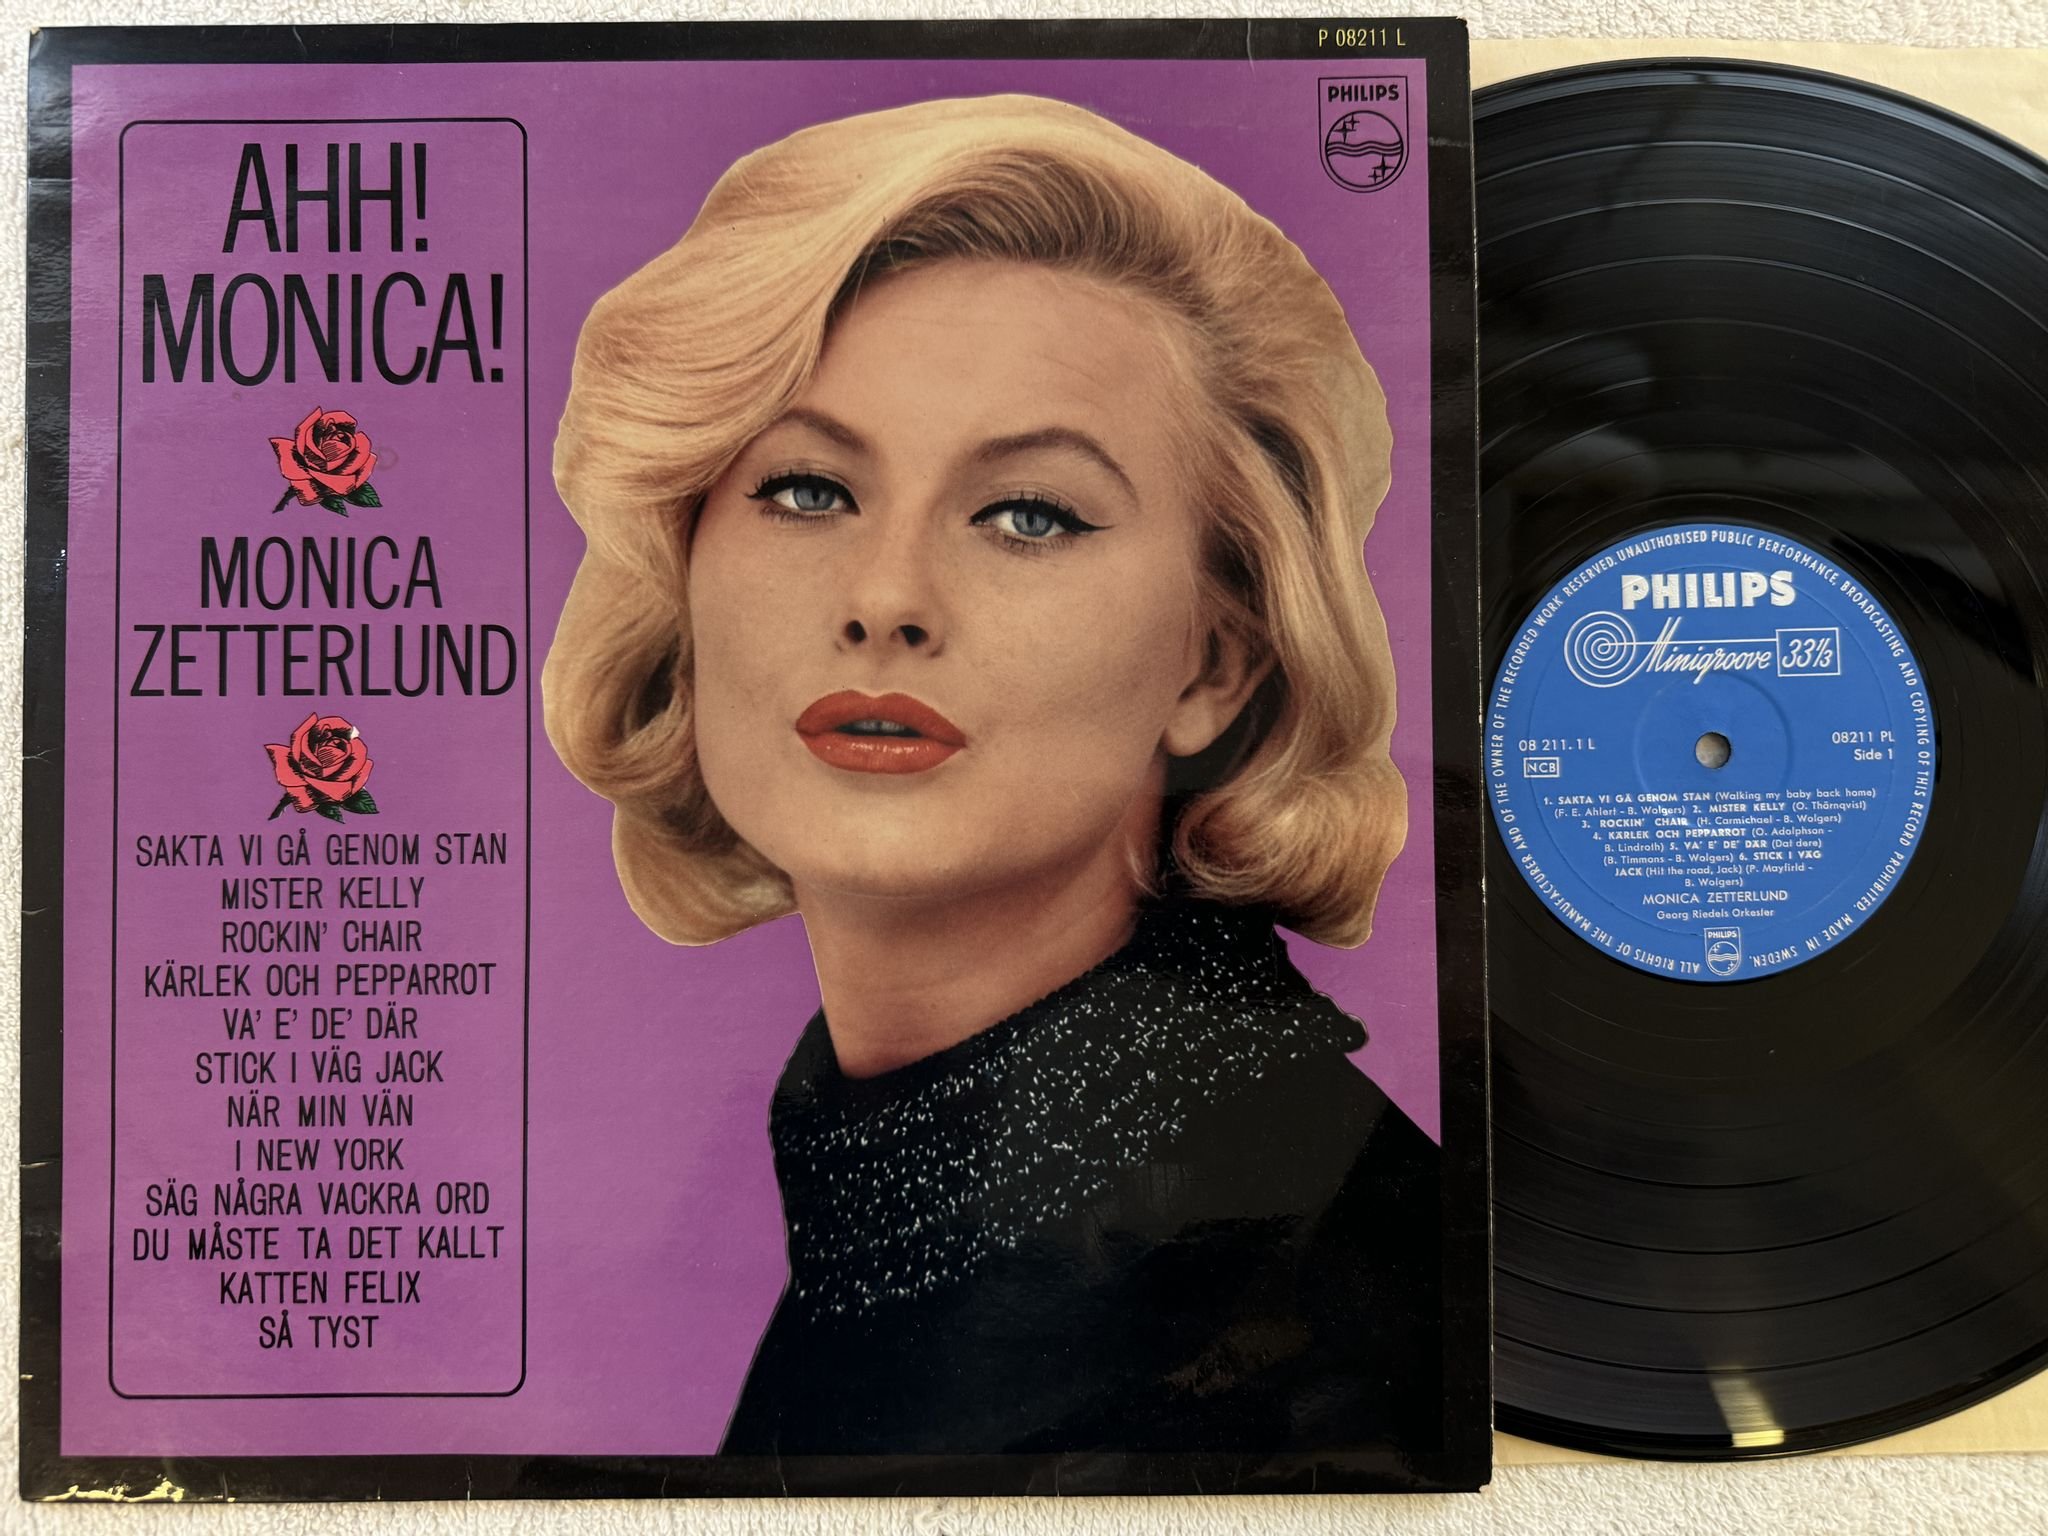 P 08211 L
PHILIPS
AHH!
MONICA!
MONICA
ZETTERLUND
SAKTA VI GÅ GENOM STAN
MISTER KELLY
ROCKIN' CHAIR
KÄRLEK OCH PEPPARROT
VA' E' DE' DÄR
STICK I VÄG JACK
NÄR MIN VÄN
I NEW YORK
SÄG NÅGRA VACKRA ORD
DU MÅSTE TA DET KALLT
KATTEN FELIX
SÅ TYST
ALL RIGHTS OF THE MANUFACTURER AND OF THE OWNER OF THE RECORDED WORK RESERVED. UNAUTHORISED PUBLIC PERFORMANCE, BROADCASTING AND COPYING OF THIS RECORD PROHIBITED. MADE IN SWEDEN.
PHILIPS
Minigroove 33⅓
08 211.1 L
08211 PL
NCB
Side 1
1. SAKTA VI GÅ GENOM STAN (Walking my baby back home)
(F. E. Ahlert - B. Wolgers) 2. MISTER KELLY (O. Thörnqvist)
3. ROCKIN' CHAIR (H. Carmichael - B. Wolgers)
4. KÄRLEK OCH PEPPARROT (O. Adolphson -
B. Lindroth) 5. VA' E' DE' DÄR (Dat dere)
(B. Timmons - B. Wolgers) 6. STICK I VÄG
JACK (Hit the road, Jack) (P. Mayfirld -
B. Wolgers)
MONICA ZETTERLUND
Georg Riedels Orkester
PHILIPS